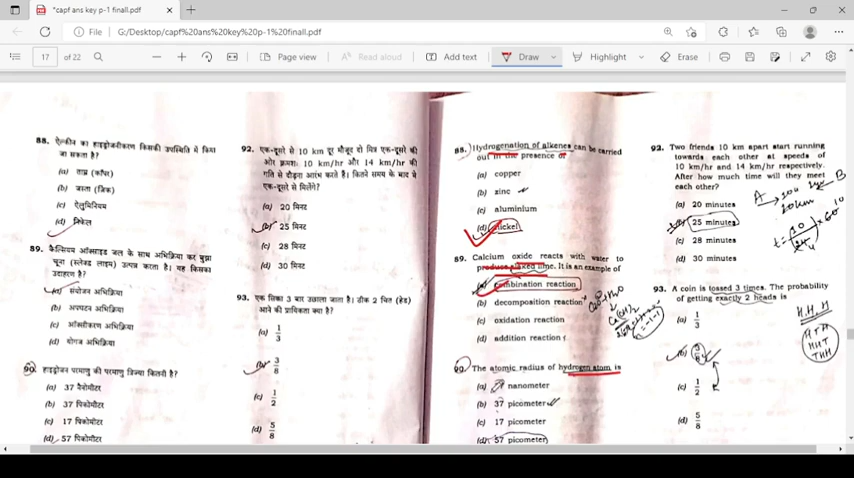 *capf ans key p-1 finall.pdf
File
G:/Desktop/capf%20ans%20key%20p-1%20finall.pdf
17
of 22
Page view
Read aloud
Add text
Draw
Highlight
Erase
88. ऐल्कीन का हाइड्रोजनीकरण किसकी उपस्थिति में किया
जा सकता है?
(a) ताम्र (कॉपर)
(b) जस्ता (जिंक)
(c) ऐलुमिनियम
(d) निकेल
89. कैल्सियम ऑक्साइड जल के साथ अभिक्रिया कर बुझा
चूना (स्लेक्ड लाइम) उत्पन्न करता है। यह किसका
उदाहरण है?
(a) संयोजन अभिक्रिया
(b) अपघटन अभिक्रिया
(c) ऑक्सीकरण अभिक्रिया
(d) योगज अभिक्रिया
90. हाइड्रोजन परमाणु की परमाणु त्रिज्या कितनी है?
(a) 37 नैनोमीटर
(b) 37 पिकोमीटर
(c) 17 पिकोमीटर
(d) 57 पिकोमीटर
92. एक-दूसरे से 10 km दूर मौजूद दो मित्र एक-दूसरे की
ओर क्रमशः 10 km/hr और 14 km/hr की
गति से दौड़ना आरंभ करते हैं। कितने समय के बाद वे
एक-दूसरे से मिलेंगे?
(a) 20 मिनट
(b) 25 मिनट
(c) 28 मिनट
(d) 30 मिनट
93. एक सिक्का 3 बार उछाला जाता है। ठीक 2 चित (हेड)
आने की प्रायिकता क्या है?
(a) 1/3
(b) 3/8
(c) 1/2
(d) 5/8
88. Hydrogenation of alkenes can be carried
out in the presence of
(a) copper
(b) zinc
(c) aluminium
(d) nickel
89. Calcium oxide reacts with water to
produce slaked lime. It is an example of
(a) combination reaction
(b) decomposition reaction
(c) oxidation reaction
(d) addition reaction
90. The atomic radius of hydrogen atom is
(a) 37 nanometer
(b) 37 picometer
(c) 17 picometer
(d) 57 picometer
92. Two friends 10 km apart start running
towards each other at speeds of
10 km/hr and 14 km/hr respectively.
After how much time will they meet
each other?
(a) 20 minutes
(b) 25 minutes
(c) 28 minutes
(d) 30 minutes
A
B
93. A coin is tossed 3 times. The probability
of getting exactly 2 heads is
(a) 1/3
(b) 3/8
(c) 1/2
(d) 5/8
H, H, H
HTH
HHT
THH